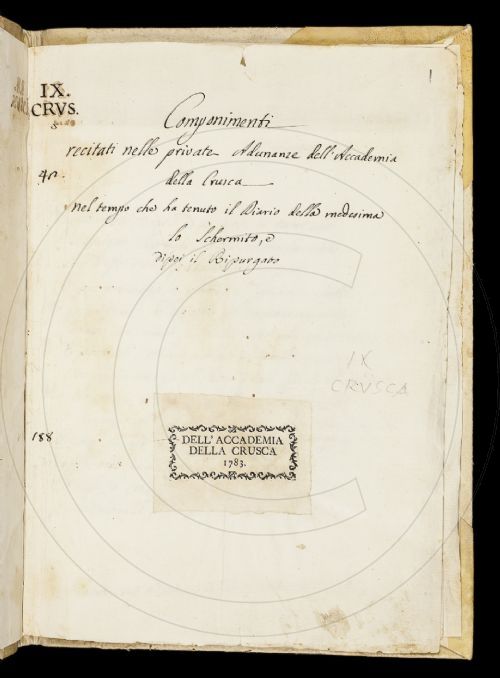 1
IX.
CRVS.
Componimenti
recitati nelle private Adunanze dell'Accademia
della Crusca
nel tempo che ha tenuto il Diario della medesima
lo Schermito, e
dipoi il Ripurgato
IX
CRUSCA
188
DELL'ACCADEMIA
DELLA CRUSCA
1783.